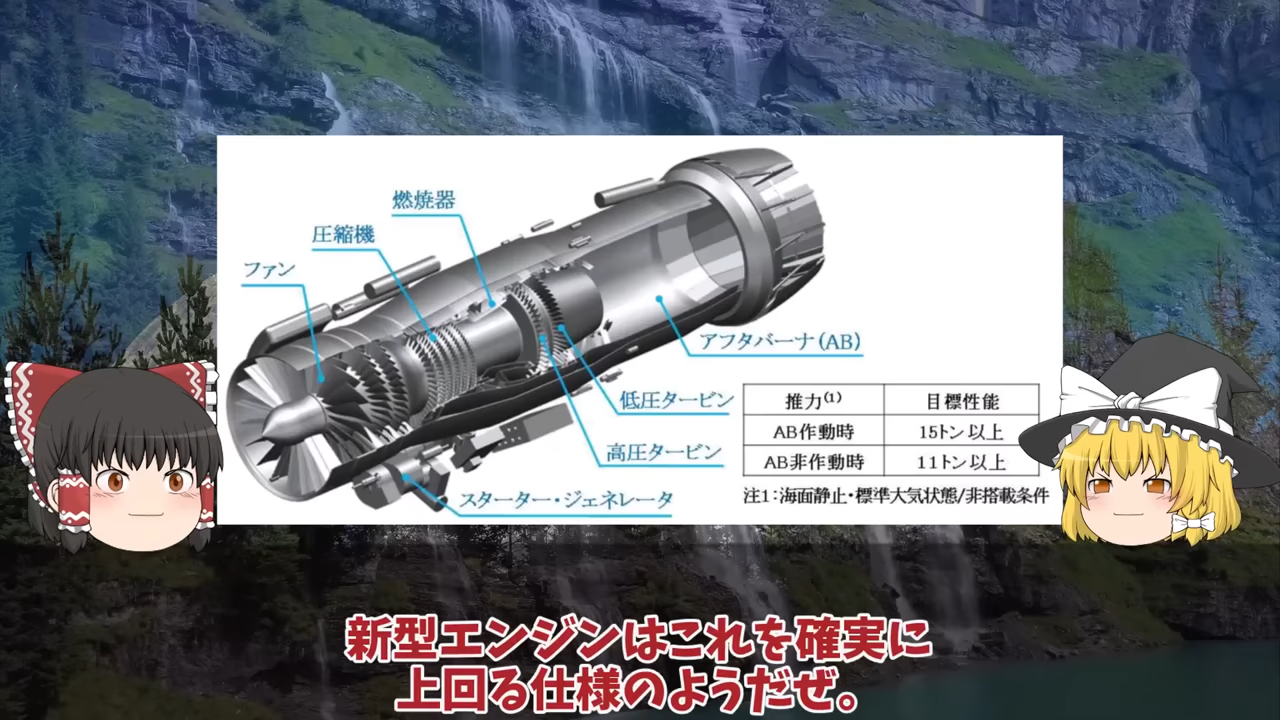 燃焼器
圧縮機
ファン
アフタバーナ(AB)
低圧タービン
高圧タービン
スターター・ジェネレータ
推力(1) 目標性能
AB作動時 15トン以上
AB非作動時 11トン以上
注1:海面静止・標準大気状態/非搭載条件
新型エンジンはこれを確実に
上回る仕様のようだぜ。